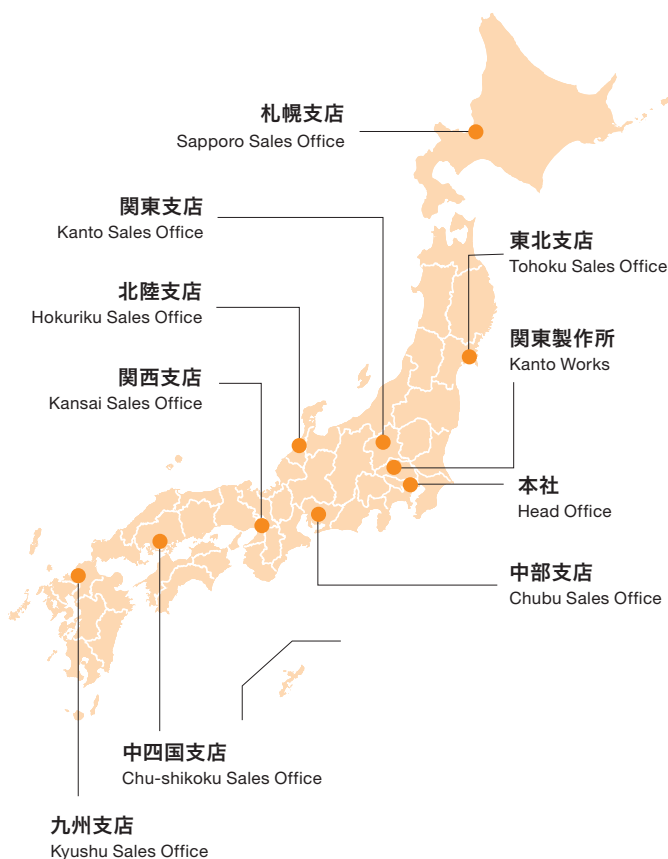 札幌支店
Sapporo Sales Office
関東支店
Kanto Sales Office
東北支店
Tohoku Sales Office
北陸支店
Hokuriku Sales Office
関東製作所
Kanto Works
関西支店
Kansai Sales Office
本社
Head Office
中部支店
Chubu Sales Office
中四国支店
Chu-shikoku Sales Office
九州支店
Kyushu Sales Office